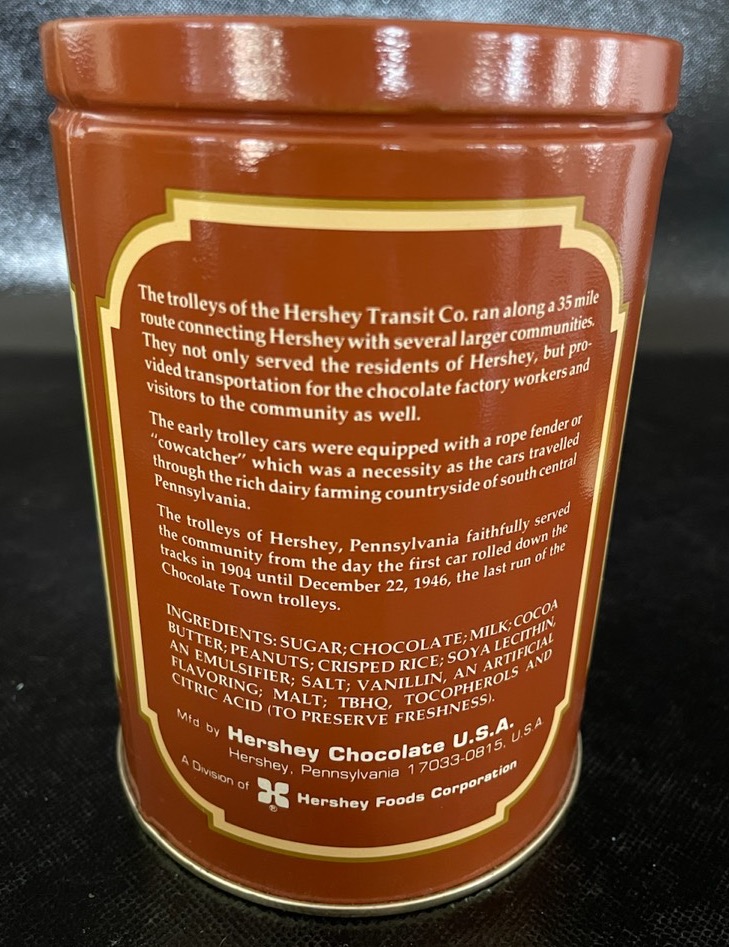 The trolleys of the Hershey Transit Co. ran along a 35 mile
route connecting Hershey with several larger communities.
They not only served the residents of Hershey, but pro-
vided transportation for the chocolate factory workers and
visitors to the community as well.
The early trolley cars were equipped with a rope fender or
"cowcatcher" which was a necessity as the cars travelled
through the rich dairy farming countryside of south central
Pennsylvania.
The trolleys of Hershey, Pennsylvania faithfully served
the community from the day the first car rolled down the
tracks in 1904 until December 22, 1946, the last run of the
Chocolate Town trolleys.
INGREDIENTS: SUGAR; CHOCOLATE; MILK; COCOA
BUTTER; PEANUTS; CRISPED RICE; SOYA LECITHIN,
AN EMULSIFIER; SALT; VANILLIN, AN ARTIFICIAL
FLAVORING; MALT; TBHQ, TOCOPHEROLS AND
CITRIC ACID (TO PRESERVE FRESHNESS).
Mfd by Hershey Chocolate U.S.A.
Hershey, Pennsylvania 17033-0815, U.S.A.
A Division of ® Hershey Foods Corporation